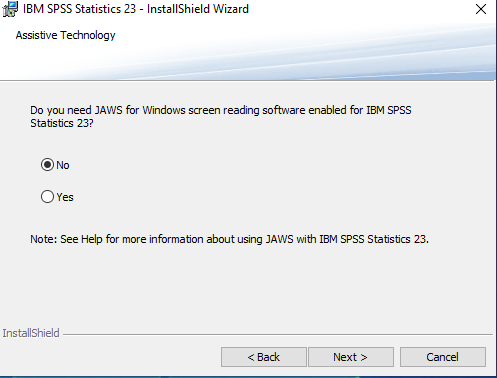 IBM SPSS Statistics 23 - InstallShield Wizard
Assistive Technology
Do you need JAWS for Windows screen reading software enabled for IBM SPSS
Statistics 23?
No
Yes
Note: See Help for more information about using JAWS with IBM SPSS Statistics 23.
InstallShield
< Back Next > Cancel